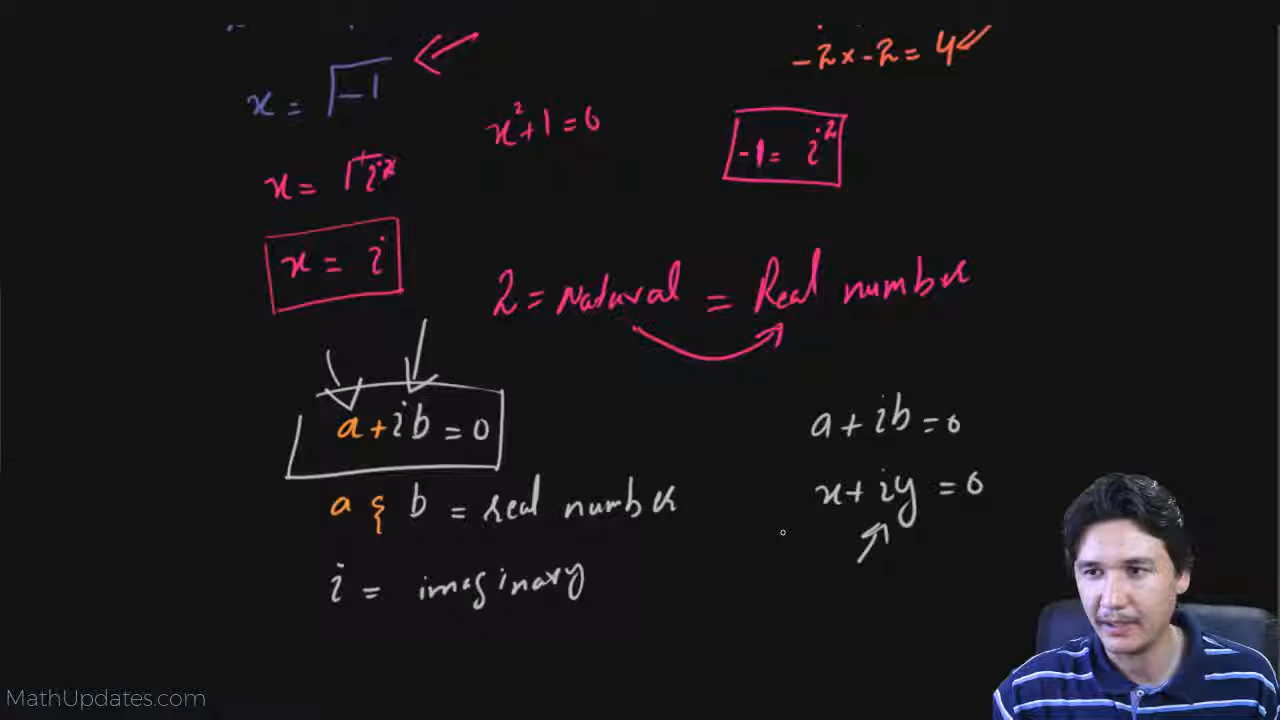 x = √-1
-2 x -2 = 4
x² + 1 = 0
-1 = i²
x = √i²
x = i
2 = Natural = Real number
a + ib = 0
a + ib = 0
x + iy = 0
a & b = real number
i = imaginary
MathUpdates.com